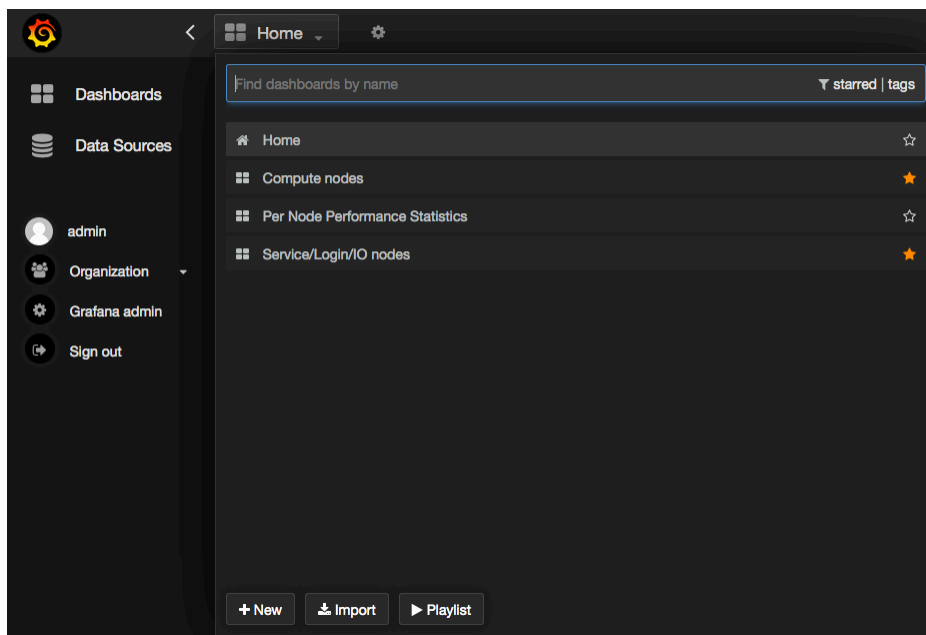 Home
Dashboards
Data Sources
admin
Organization
Grafana admin
Sign out
Find dashboards by name
starred | tags
Home
Compute nodes
Per Node Performance Statistics
Service/Login/IO nodes
New
Import
Playlist